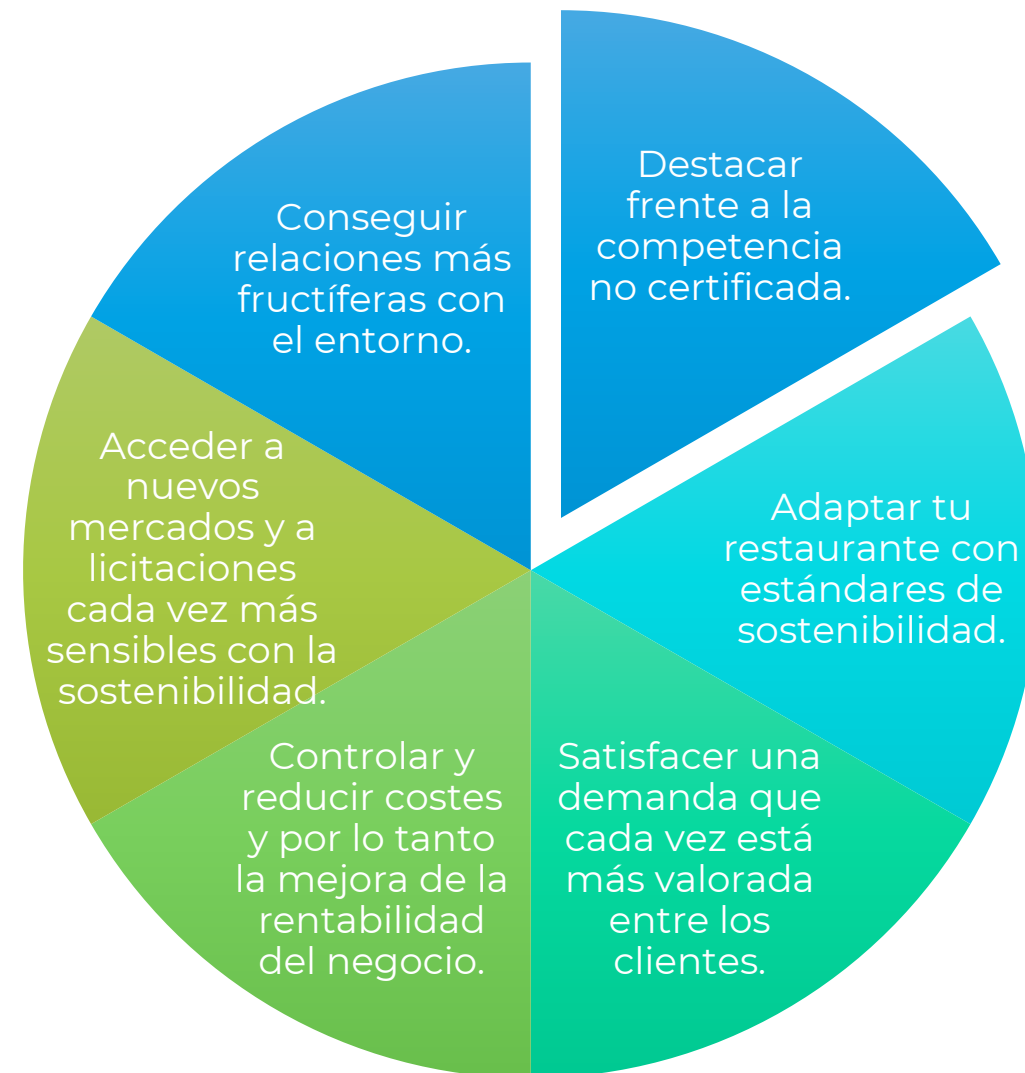 Destacar
frente a la
competencia
no certificada.
Adaptar tu
restaurante con
estándares de
sostenibilidad.
Satisfacer una
demanda que
cada vez está
más valorada
entre los
clientes.
Controlar y
reducir costes
y por lo tanto
la mejora de la
rentabilidad
del negocio.
Acceder a
nuevos
mercados y a
licitaciones
cada vez más
sensibles con la
sostenibilidad.
Conseguir
relaciones más
fructíferas con
el entorno.